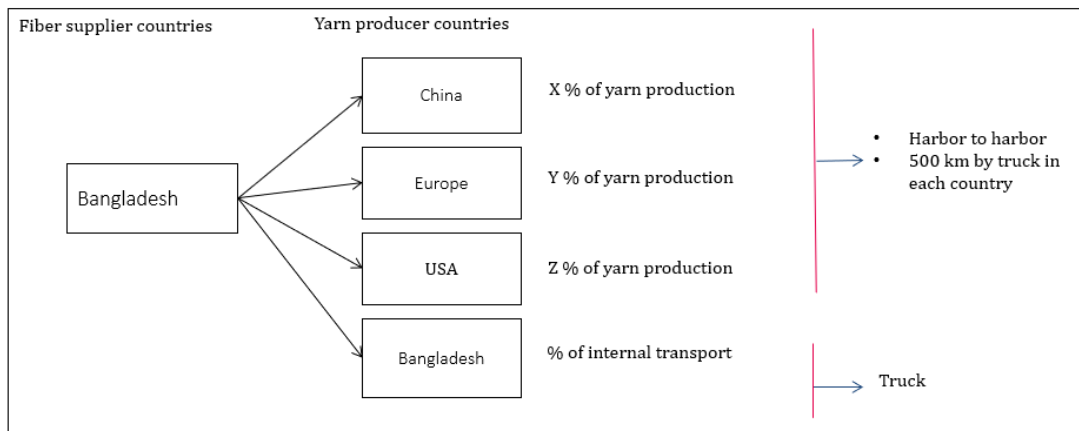 Fiber supplier countries
Yarn producer countries
China
X % of yarn production
Europe
Y % of yarn production
Bangladesh
USA
Z % of yarn production
Bangladesh
% of internal transport
• Harbor to harbor
• 500 km by truck in
each country
Truck